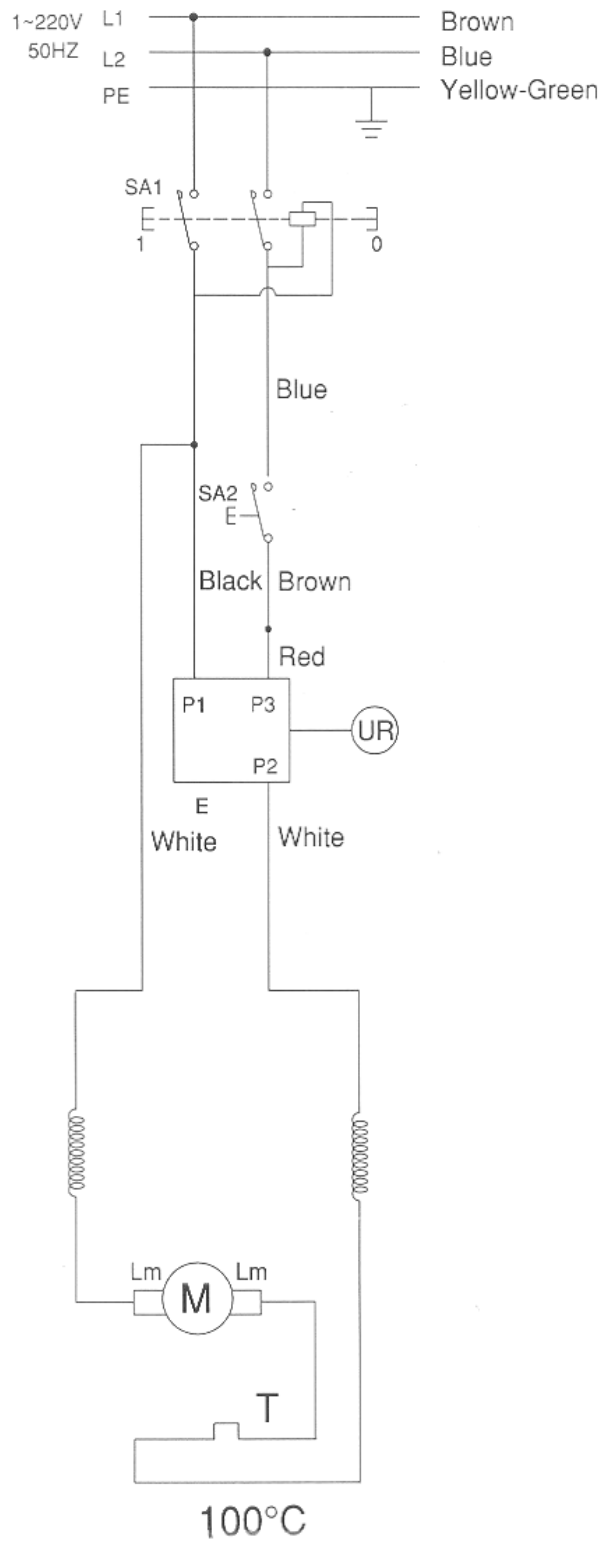 1~220V L1 Brown
50HZ L2 Blue
PE Yellow-Green
SA1
1 0
Blue
SA2
E
Black Brown
Red
P1 P3
UR
P2
E
White White
Lm Lm
M
T
100°C